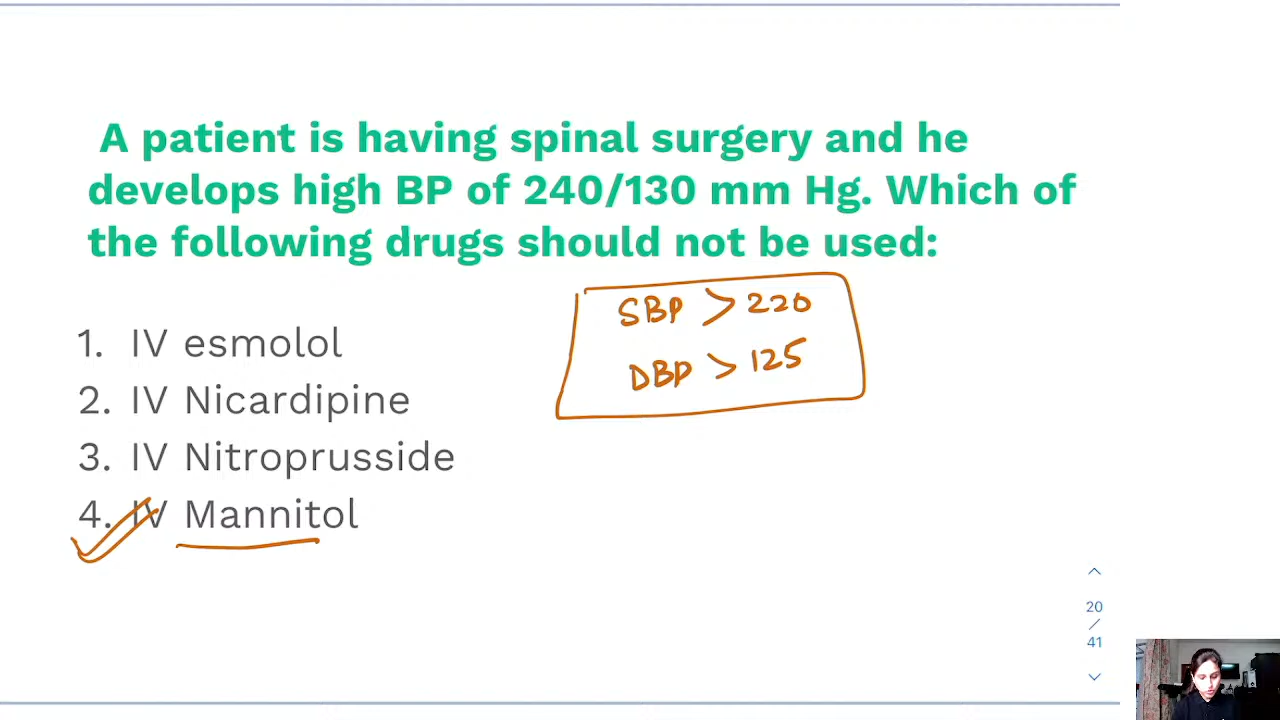 A patient is having spinal surgery and he
develops high BP of 240/130 mm Hg. Which of
the following drugs should not be used:
SBP > 220
DBP > 125
1. IV esmolol
2. IV Nicardipine
3. IV Nitroprusside
4. IV Mannitol
20
/
41